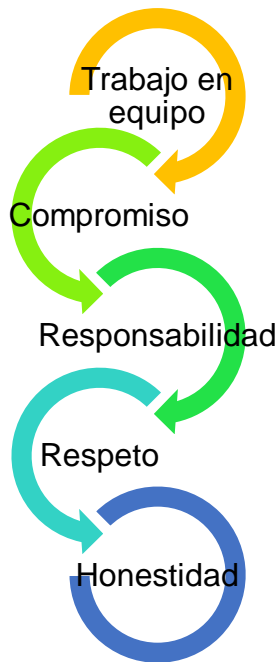 Trabajo en
equipo
Compromiso
Responsabilidad
Respeto
Honestidad